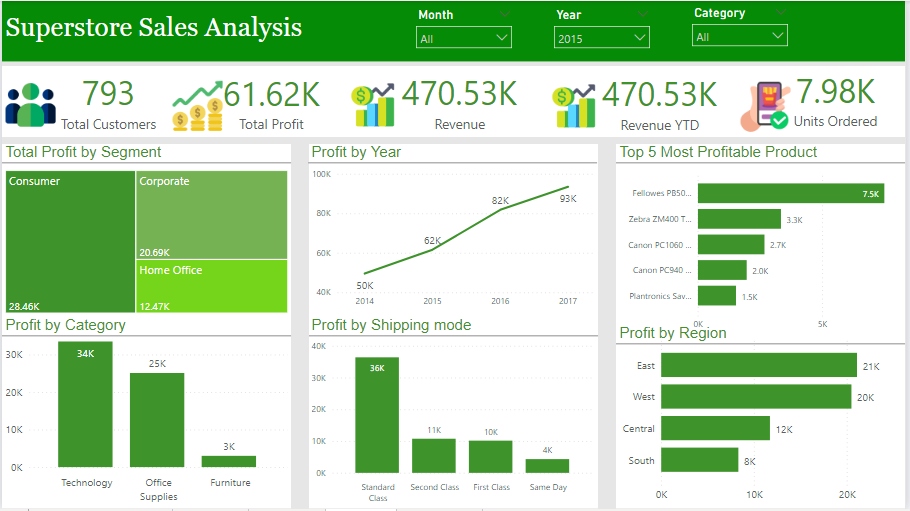 Superstore Sales Analysis
Month
All
Year
2015
Category
All
793
Total Customers
61.62K
Total Profit
470.53K
Revenue
470.53K
Revenue YTD
7.98K
Units Ordered
Total Profit by Segment
Consumer
28.46K
Corporate
20.69K
Home Office
12.47K
Profit by Year
100K
80K
60K
40K
50K
62K
82K
93K
2014
2015
2016
2017
Top 5 Most Profitable Product
Fellowes PB50...
7.5K
Zebra ZM400 T...
3.3K
Canon PC1060 ...
2.7K
Canon PC940 ...
2.0K
Plantronics Sav...
1.5K
0K
5K
Profit by Category
30K
20K
10K
0K
34K
25K
3K
Technology
Office
Supplies
Furniture
Profit by Shipping mode
40K
30K
20K
10K
0K
36K
11K
10K
4K
Standard
Class
Second Class
First Class
Same Day
Profit by Region
East
21K
West
20K
Central
12K
South
8K
0K
10K
20K